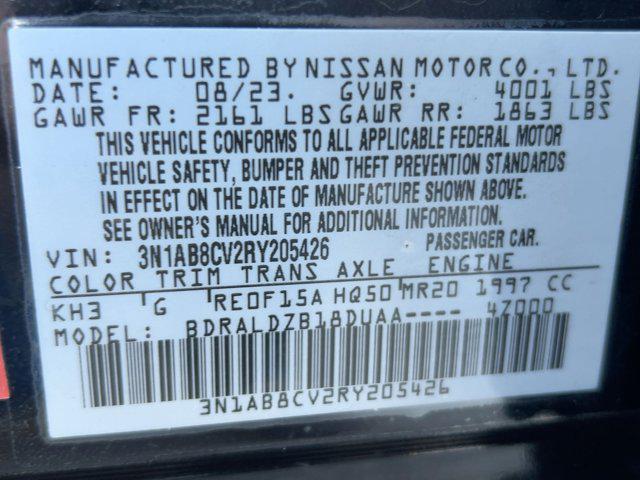 MANUFACTURED BY NISSAN MOTOR CO., LTD.
DATE: 08/23. GVWR: 4001 LBS
GAWR FR: 2161 LBS GAWR RR: 1863 LBS
THIS VEHICLE CONFORMS TO ALL APPLICABLE FEDERAL MOTOR
VEHICLE SAFETY, BUMPER AND THEFT PREVENTION STANDARDS
IN EFFECT ON THE DATE OF MANUFACTURE SHOWN ABOVE.
SEE OWNER'S MANUAL FOR ADDITIONAL INFORMATION.
VIN: 3N1AB8CV2RY205426 PASSENGER CAR.
COLOR TRIM TRANS AXLE ENGINE
KH3 G RE0F15A HQ50 MR20 1997 CC
MODEL: BDRALDZB18DUAA---- 4Z000
3N1AB8CV2RY205426